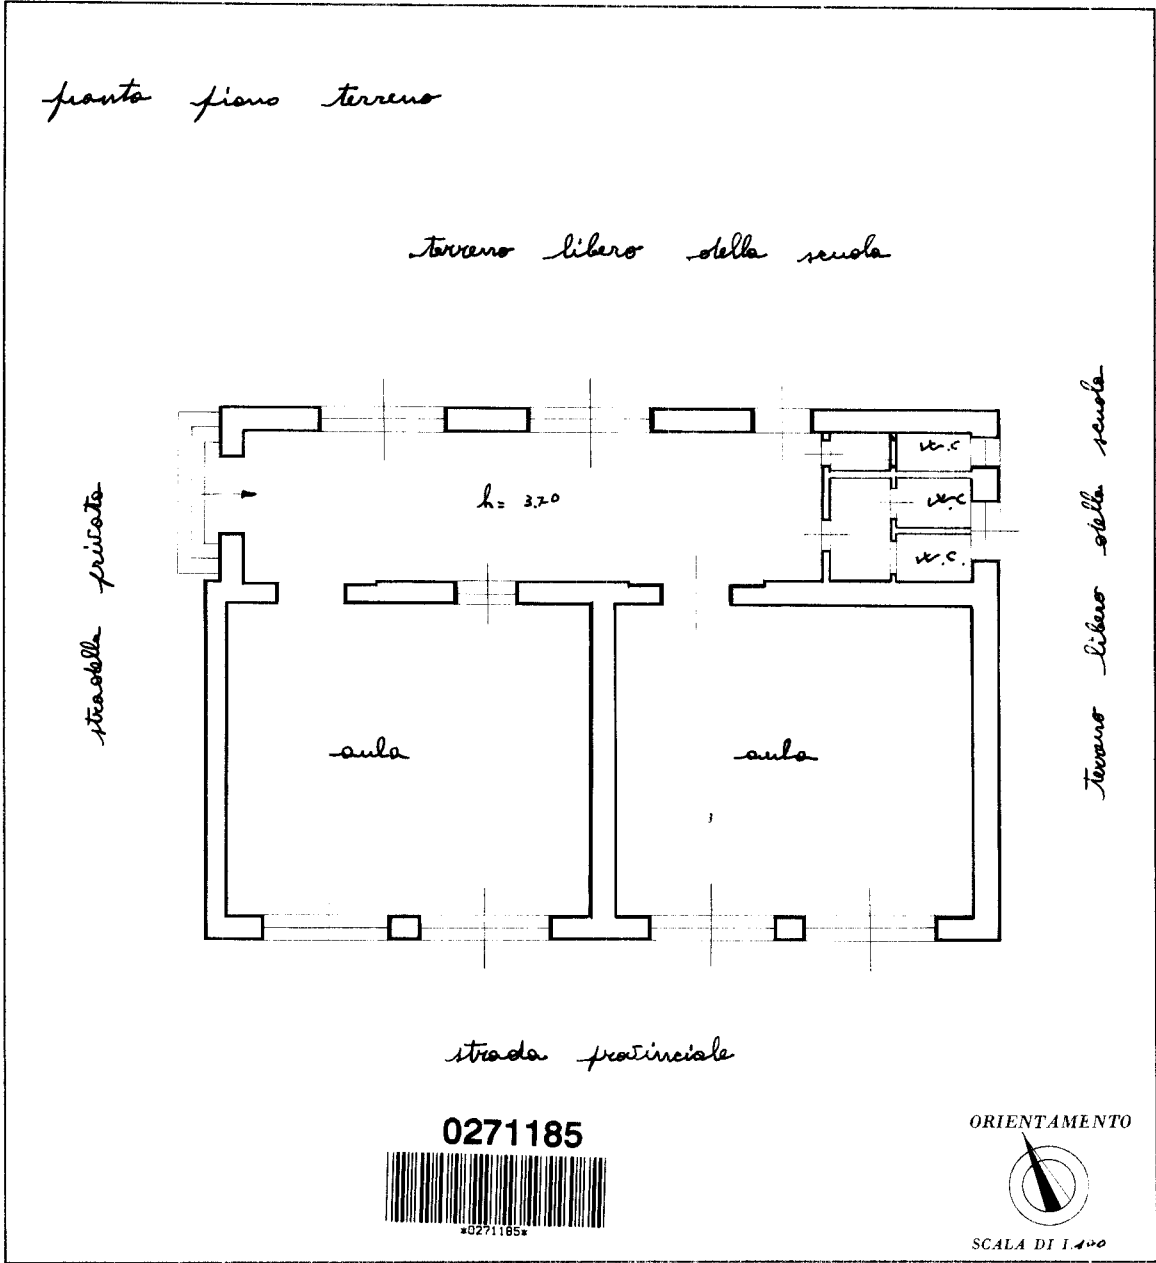 pianta piano terreno
terreno libero della scuola
w.c
h= 3,70
w.c
w.c.
stradella privata
terreno libero della scuola
aula
aula
strada provinciale
0271185
*0271185*
ORIENTAMENTO
SCALA DI 1.100